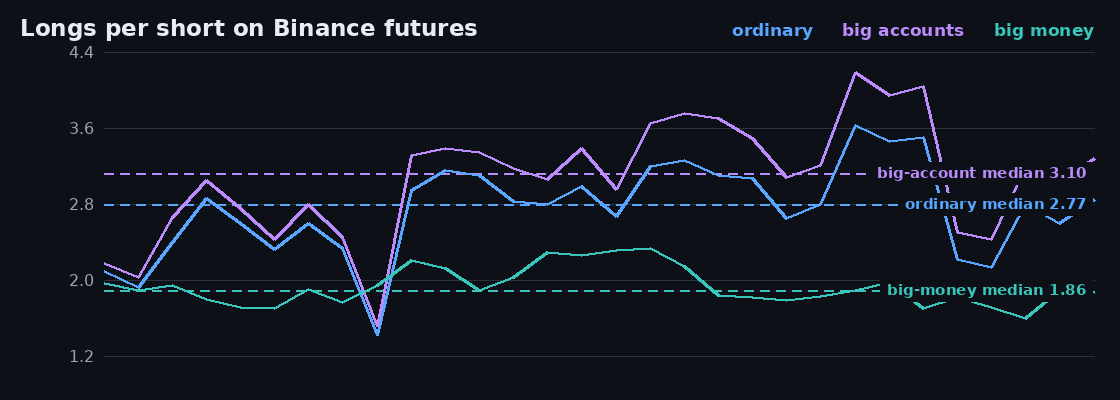 Longs per short on Binance futures
ordinary big accounts big money
4.4
3.6
big-account median 3.10
2.8
ordinary median 2.77
2.0
big-money median 1.86
1.2